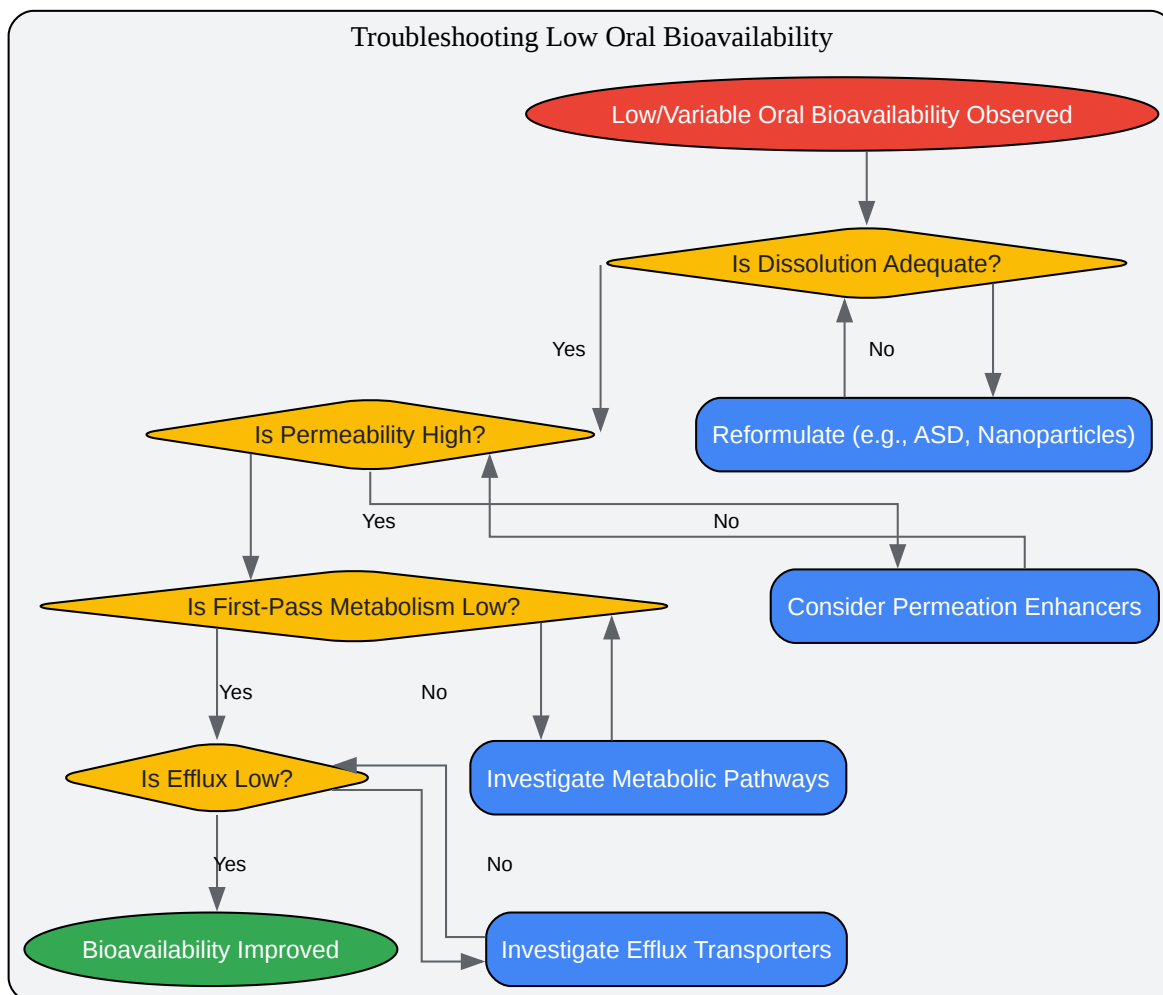 Troubleshooting Low Oral Bioavailability
Low/Variable Oral Bioavailability Observed
Is Dissolution Adequate?
Yes
No
Is Permeability High?
Reformulate (e.g., ASD, Nanoparticles)
Yes
No
Is First-Pass Metabolism Low?
Consider Permeation Enhancers
Yes
No
Is Efflux Low?
Investigate Metabolic Pathways
Yes
No
Bioavailability Improved
Investigate Efflux Transporters